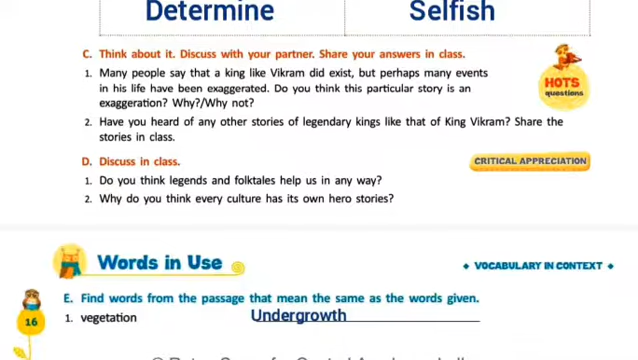 Determine Selfish
C. Think about it. Discuss with your partner. Share your answers in class.
1. Many people say that a king like Vikram did exist, but perhaps many events
in his life have been exaggerated. Do you think this particular story is an
exaggeration? Why?/Why not?
HOTS
questions
2. Have you heard of any other stories of legendary kings like that of King Vikram? Share the
stories in class.
D. Discuss in class.
CRITICAL APPRECIATION
1. Do you think legends and folktales help us in any way?
2. Why do you think every culture has its own hero stories?
Words in Use
VOCABULARY IN CONTEXT
E. Find words from the passage that mean the same as the words given.
16
1. vegetation Undergrowth